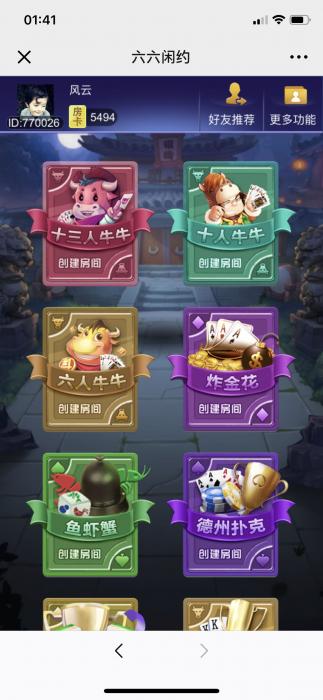 01:41
六六闲约
风云
ID:770026
房卡
5494
好友推荐
更多功能
十三人牛牛
创建房间
十人牛牛
创建房间
六人牛牛
创建房间
炸金花
创建房间
鱼虾蟹
创建房间
德州扑克
创建房间